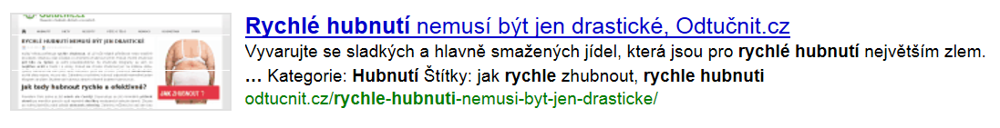 Rychlé hubnutí nemusí být jen drastické, Odtučnit.cz
Vyvarujte se sladkých a hlavně smažených jídel, která jsou pro rychlé hubnutí největším zlem.
... Kategorie: Hubnutí Štítky: jak rychle zhubnout, rychle hubnuti
odtucnit.cz/rychle-hubnuti-nemusi-byt-jen-drasticke/
Odtučnit.cz
RYCHLÉ HUBNUTÍ NEMUSÍ BÝT JEN DRASTICKÉ
Jak tedy hubnout rychle a efektivně?
JAK ZHUBNOUT ?